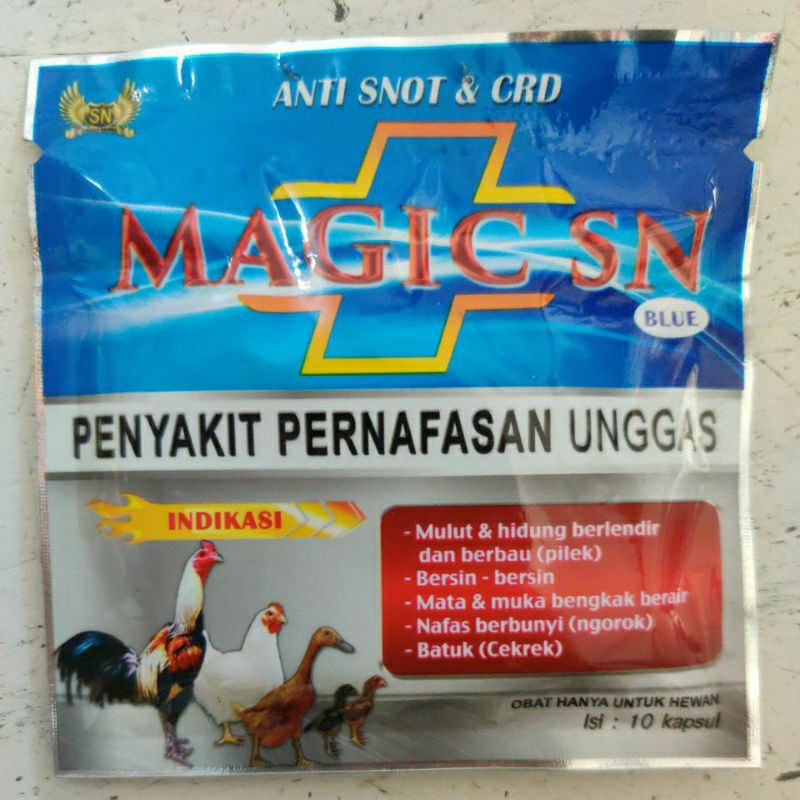 SN
ANTI SNOT & CRD
MAGIC SN
BLUE
PENYAKIT PERNAFASAN UNGGAS
INDIKASI
- Mulut & hidung berlendir
dan berbau (pilek)
- Bersin - bersin
- Mata & muka bengkak berair
- Nafas berbunyi (ngorok)
- Batuk (Cekrek)
OBAT HANYA UNTUK HEWAN
Isi : 10 kapsul